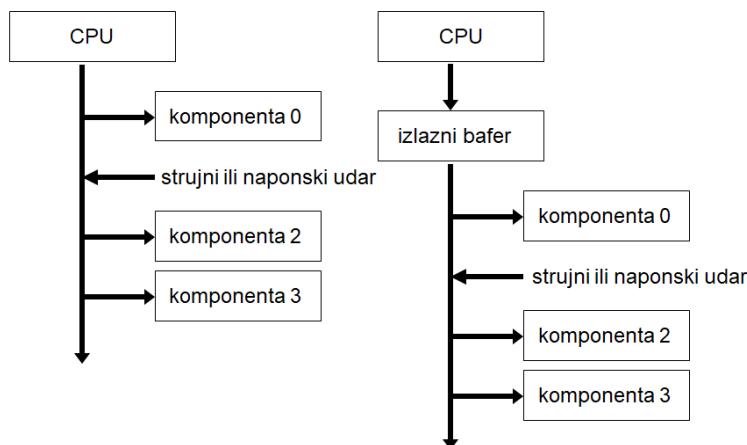 CPU
komponenta 0
strujni ili naponski udar
komponenta 2
komponenta 3
CPU
izlazni bafer
komponenta 0
strujni ili naponski udar
komponenta 2
komponenta 3